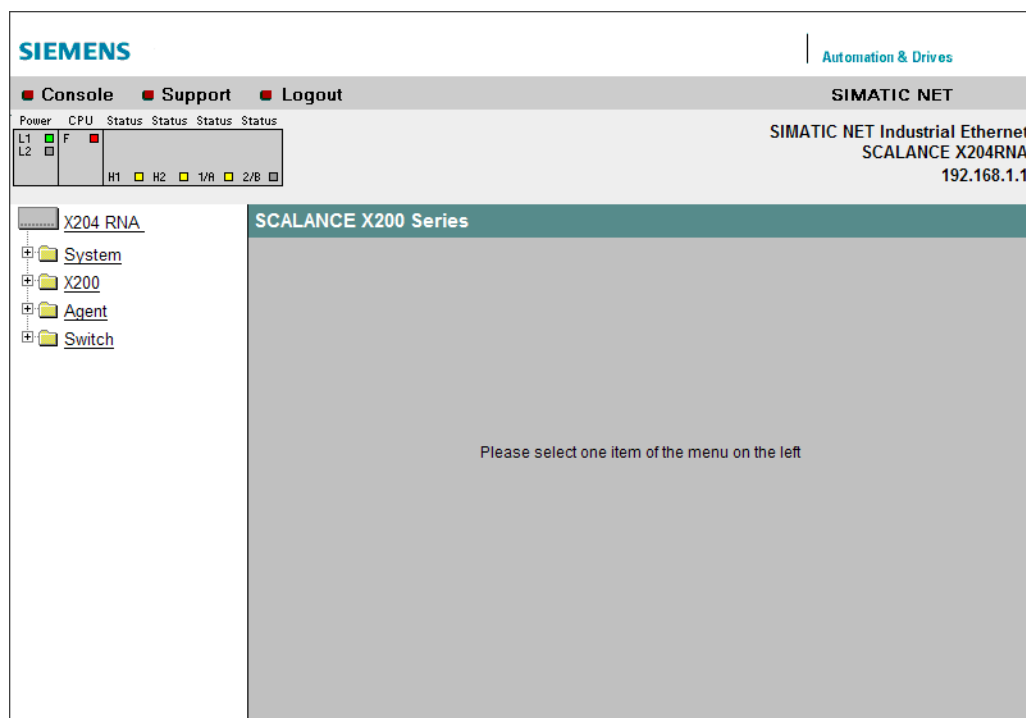 SIEMENS
Automation & Drives
Console Support Logout SIMATIC NET
Power CPU Status Status Status Status
L1 F
L2
H1 H2 1/A 2/B
SIMATIC NET Industrial Ethernet
SCALANCE X204RNA
192.168.1.1
X204 RNA
SCALANCE X200 Series
System
X200
Agent
Switch
Please select one item of the menu on the left